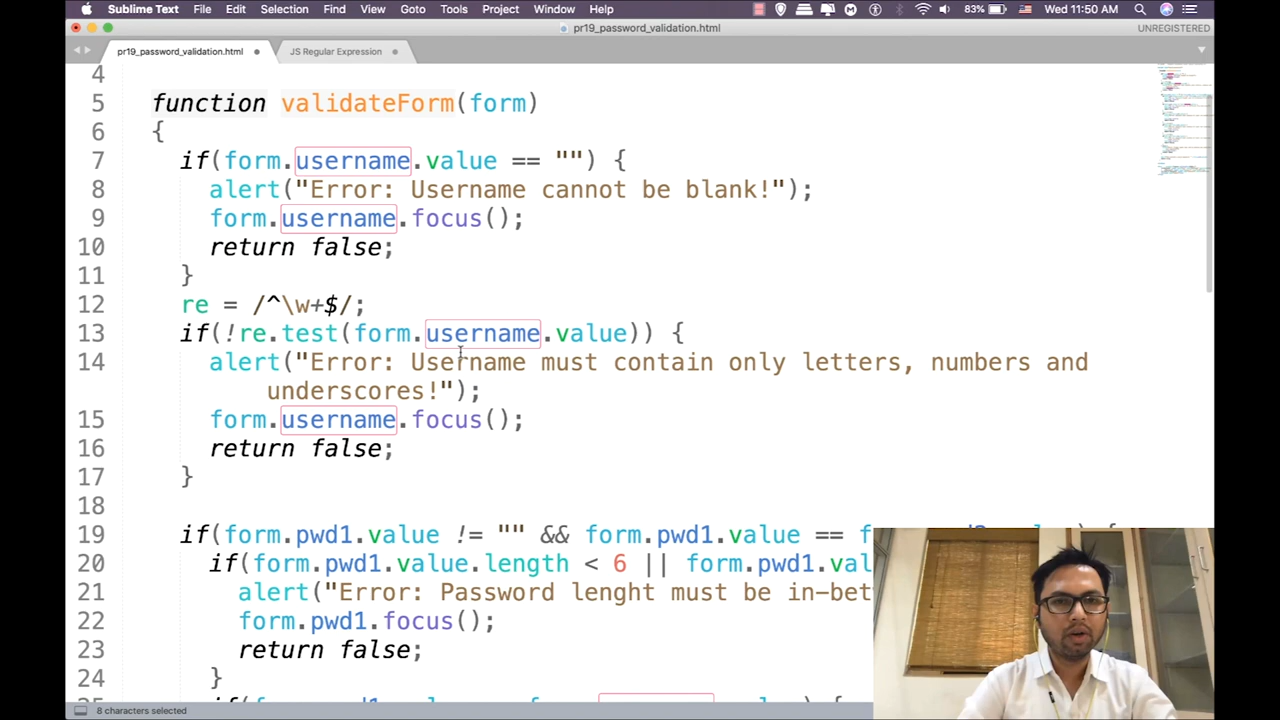 Sublime Text File Edit Selection Find View Goto Tools Project Window Help 83% Wed 11:50 AM
pr19_password_validation.html UNREGISTERED
pr19_password_validation.html JS Regular Expression
4
5 function validateForm(form)
6 {
7 if(form.username.value == "") {
8 alert("Error: Username cannot be blank!");
9 form.username.focus();
10 return false;
11 }
12 re = /^\w+$/;
13 if(!re.test(form.username.value)) {
14 alert("Error: Username must contain only letters, numbers and
underscores!");
15 form.username.focus();
16 return false;
17 }
18
19 if(form.pwd1.value != "" && form.pwd1.value ==
20 if(form.pwd1.value.length < 6 || form.pwd1.val
21 alert("Error: Password lenght must be in-bet
22 form.pwd1.focus();
23 return false;
24 }
8 characters selected